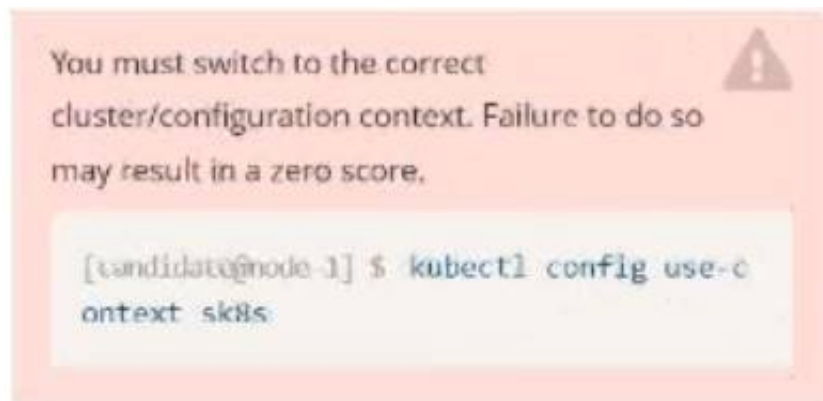 You must switch to the correct
cluster/configuration context. Failure to do so
may result in a zero score.
[candidate@node-1] $ kubectl config use-c
ontext sk8s